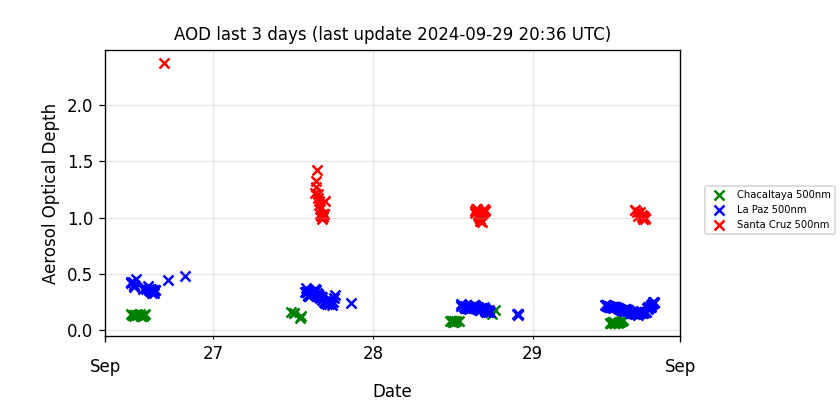 AOD last 3 days (last update 2024-09-29 20:36 UTC)
Aerosol Optical Depth
2.0
1.5
1.0
0.5
0.0
27
28
29
Sep
Sep
Date
Chacaltaya 500nm
La Paz 500nm
Santa Cruz 500nm